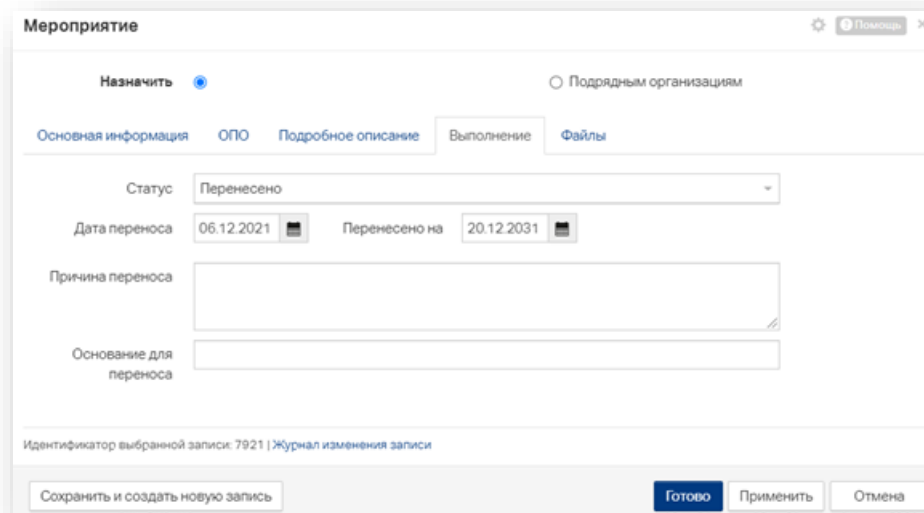 Мероприятие
Помощь
Назначить
Подрядным организациям
Основная информация ОПО Подробное описание Выполнение Файлы
Статус Перенесено
Дата переноса 06.12.2021 Перенесено на 20.12.2031
Причина переноса
Основание для
переноса
Идентификатор выбранной записи: 7921 | Журнал изменения записи
Сохранить и создать новую запись Готово Применить Отмена